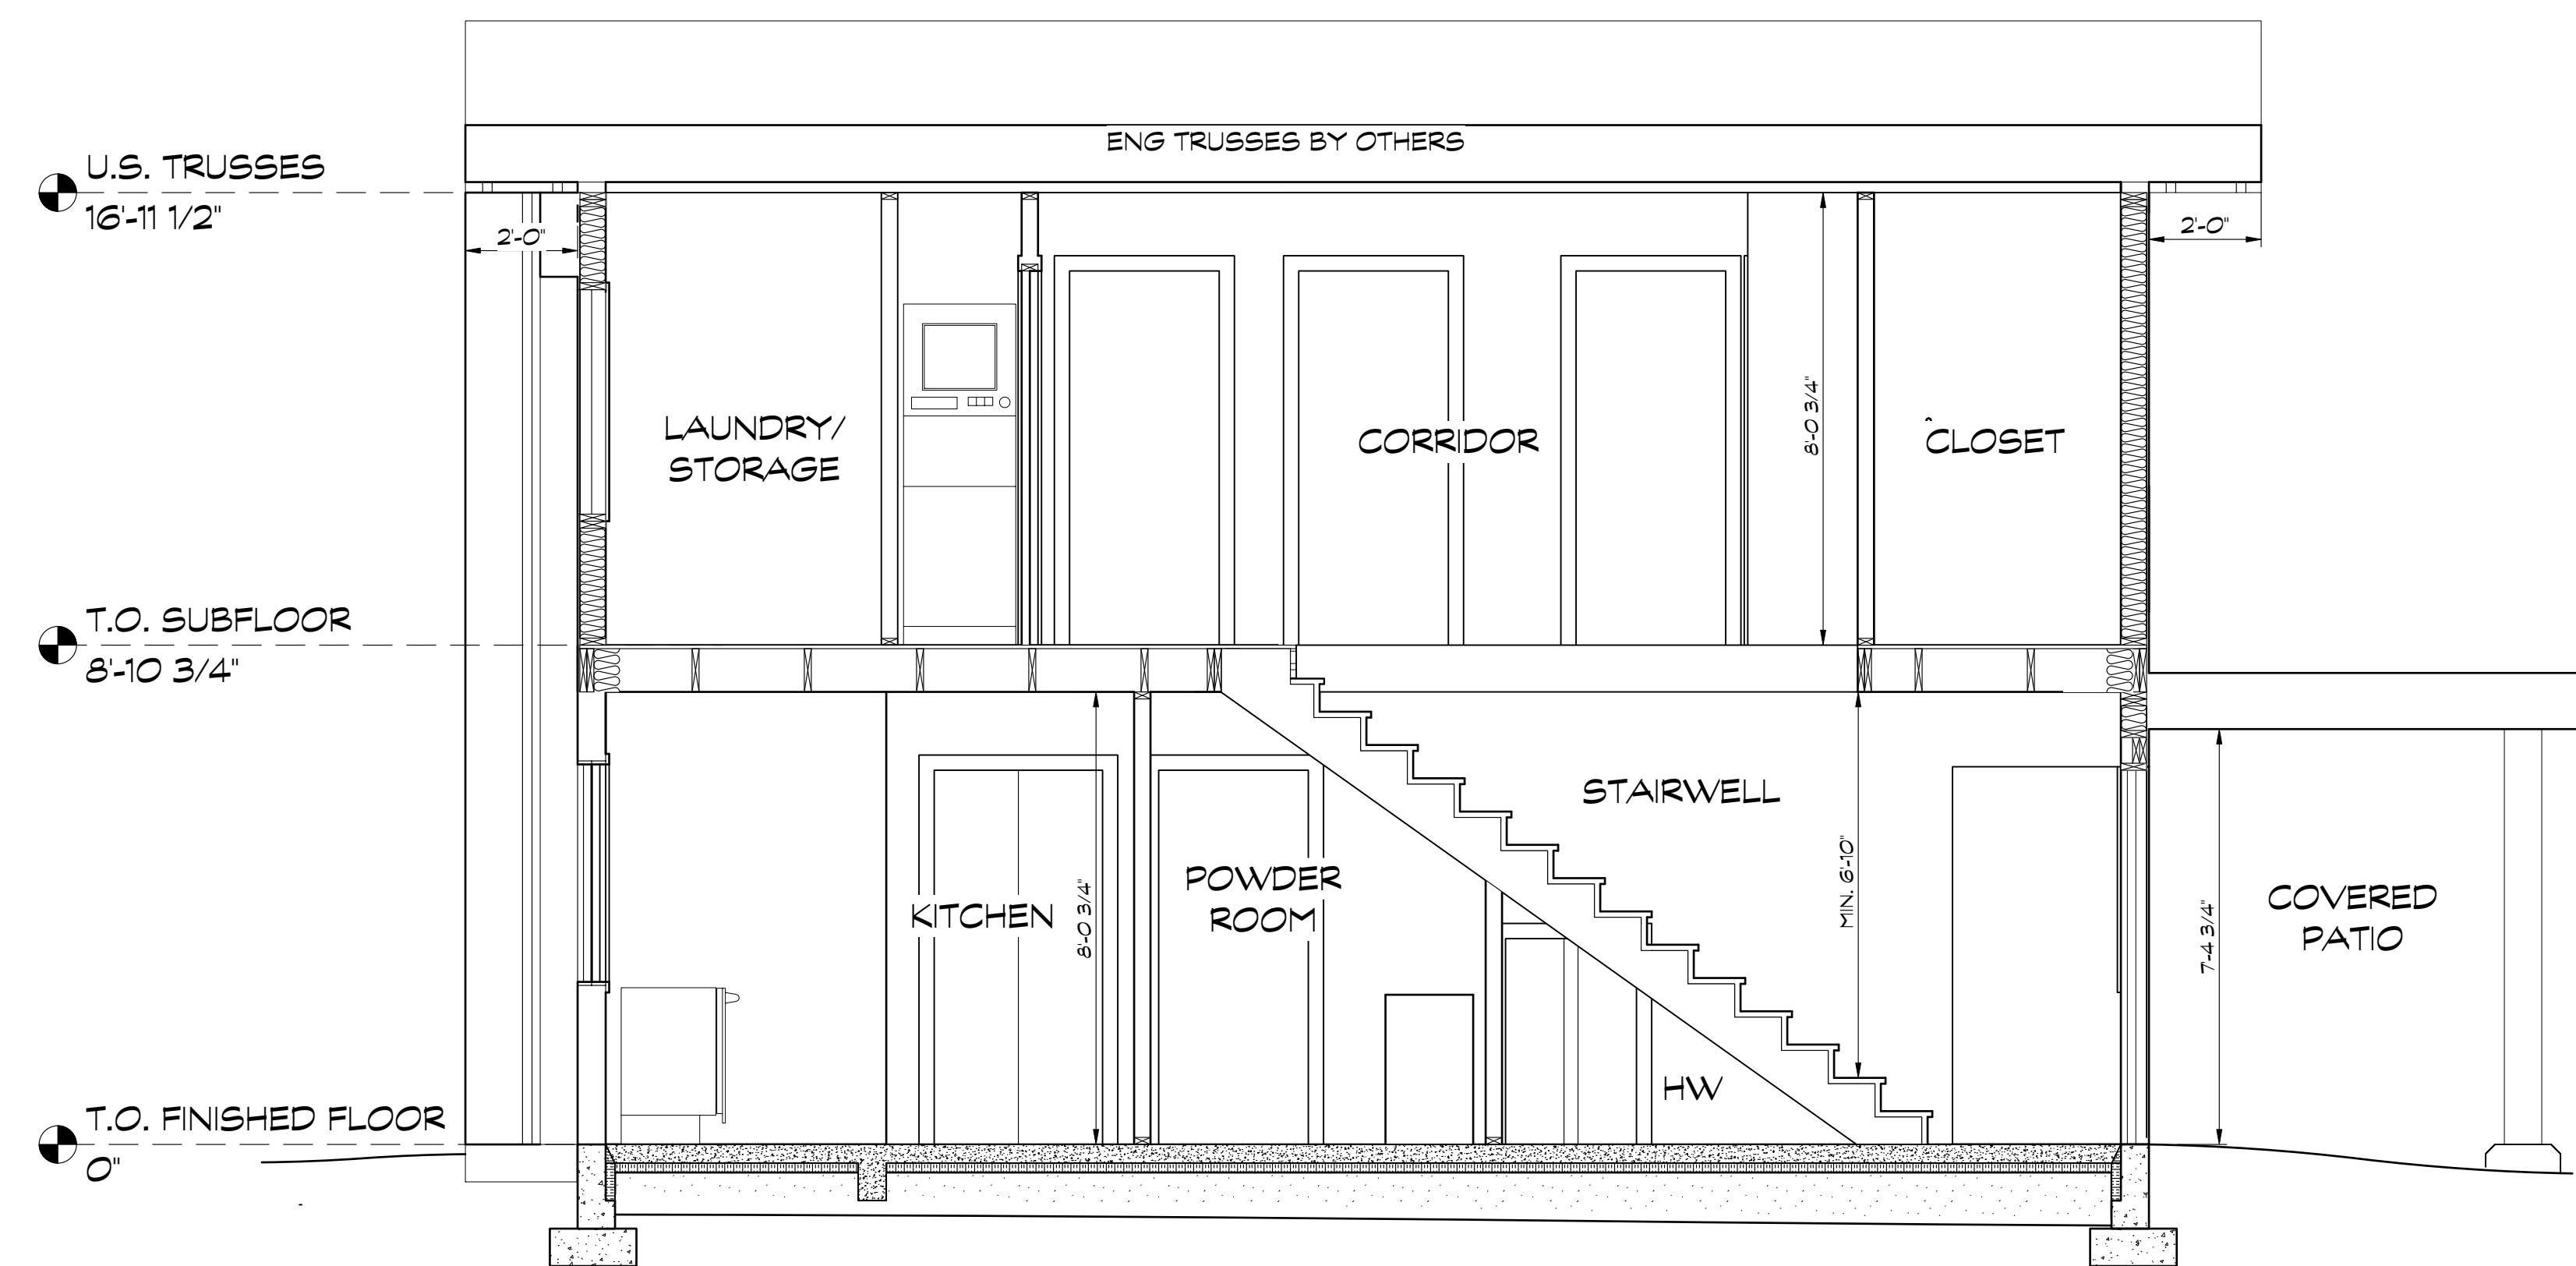 ENG TRUSSES BY OTHERS
U.S. TRUSSES
16'-11 1/2"
2'-0"
2'-0"
8'-0 3/4"
LAUNDRY/
STORAGE
CORRIDOR
CLOSET
T.O. SUBFLOOR
8'-10 3/4"
STAIRWELL
POWDER
ROOM
KITCHEN
8'-0 3/4"
MIN. 6'-10"
7'-4 3/4"
COVERED
PATIO
HW
T.O. FINISHED FLOOR
0"